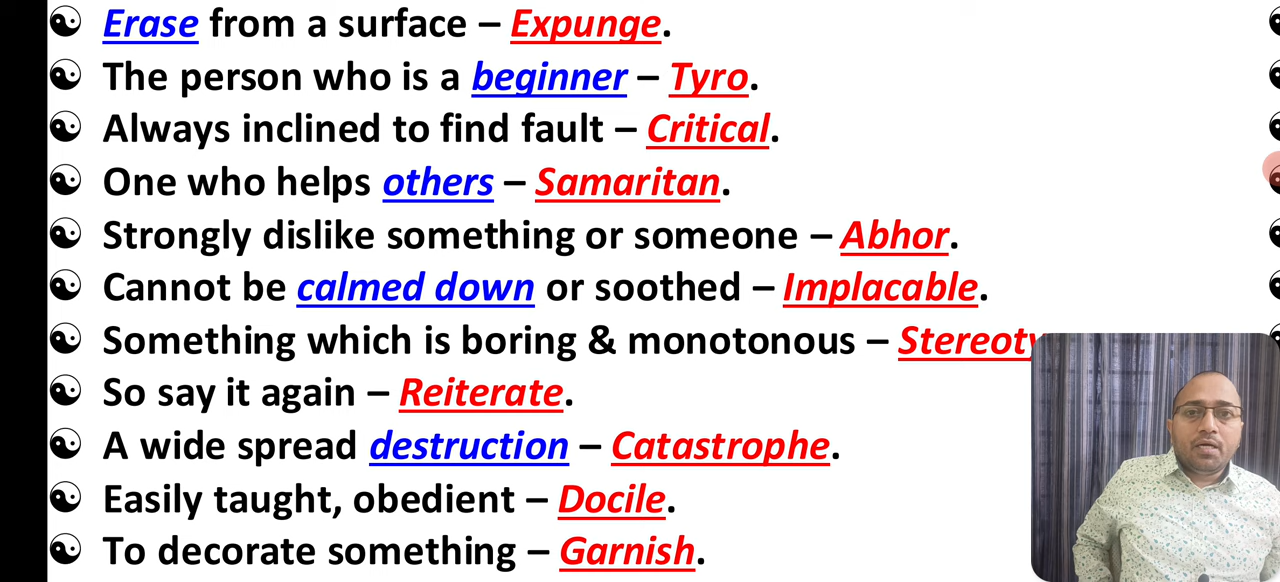 Erase from a surface – Expunge.
The person who is a beginner – Tyro.
Always inclined to find fault – Critical.
One who helps others – Samaritan.
Strongly dislike something or someone – Abhor.
Cannot be calmed down or soothed – Implacable.
Something which is boring & monotonous –
So say it again – Reiterate.
A wide spread destruction – Catastrophe.
Easily taught, obedient – Docile.
To decorate something – Garnish.